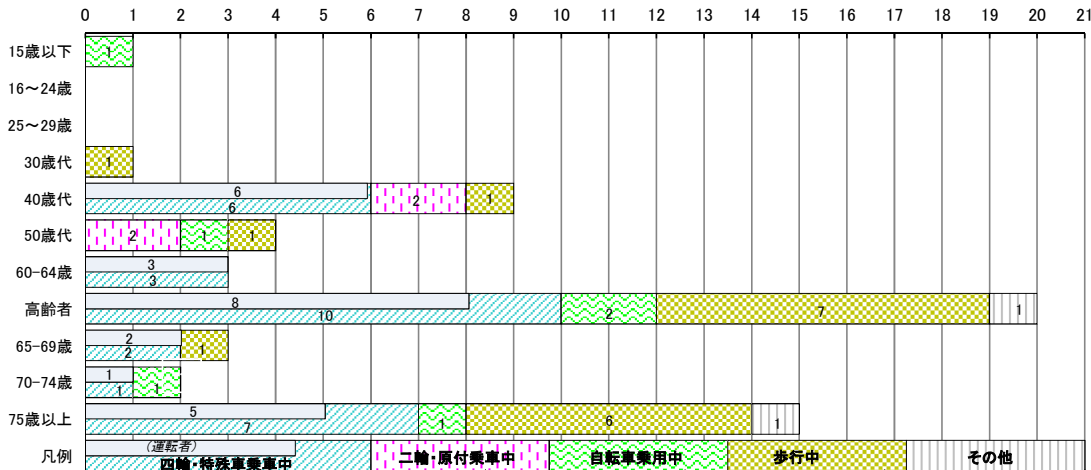 0 1 2 3 4 5 6 7 8 9 10 11 12 13 14 15 16 17 18 19 20 21
15歳以下 1
16～24歳
25～29歳
30歳代 1
40歳代 6 6 2 1
50歳代 2 1 1
60-64歳 3 3
高齢者 8 10 2 7 1
65-69歳 2 2 1
70-74歳 1 1 1
75歳以上 5 7 1 6 1
凡例 (運転者) 四輪・特殊車乗車中 二輪・原付乗車中 自転車乗用中 歩行中 その他